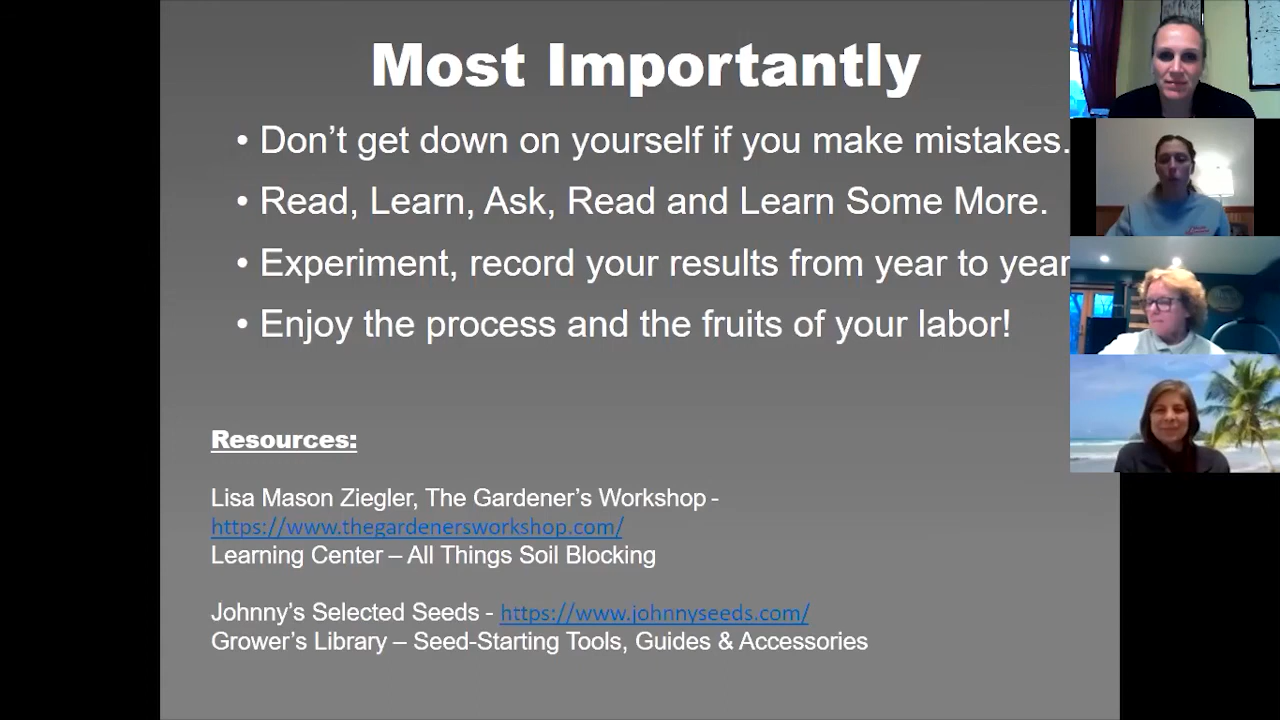 Most Importantly
• Don’t get down on yourself if you make mistakes.
• Read, Learn, Ask, Read and Learn Some More.
• Experiment, record your results from year to year
• Enjoy the process and the fruits of your labor!
Resources:
Lisa Mason Ziegler, The Gardener’s Workshop -
https://www.thegardenersworkshop.com/
Learning Center – All Things Soil Blocking
Johnny’s Selected Seeds - https://www.johnnyseeds.com/
Grower’s Library – Seed-Starting Tools, Guides & Accessories